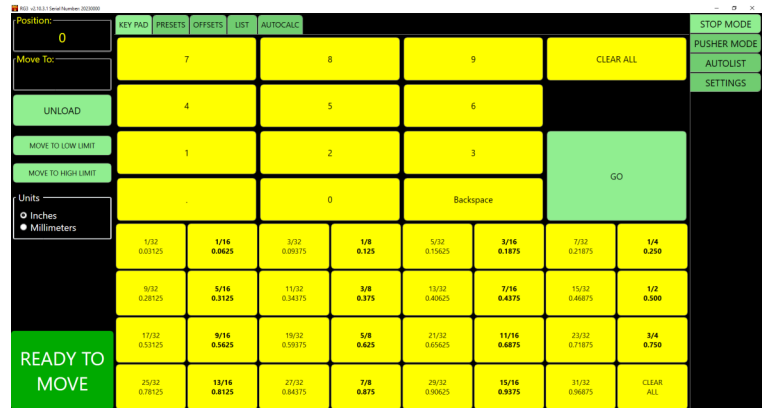 RG3 v2.10.3.1 Serial Number: 20230000
Position:
0
Move To:
UNLOAD
MOVE TO LOW LIMIT
MOVE TO HIGH LIMIT
Units
Inches
Millimeters
READY TO
MOVE
KEY PAD PRESETS OFFSETS LIST AUTOCALC
7 8 9 CLEAR ALL
4 5 6
1 2 3
GO
. 0 Backspace
1/32 1/16 3/32 1/8 5/32 3/16 7/32 1/4
0.03125 0.0625 0.09375 0.125 0.15625 0.1875 0.21875 0.250
9/32 5/16 11/32 3/8 13/32 7/16 15/32 1/2
0.28125 0.3125 0.34375 0.375 0.40625 0.4375 0.46875 0.500
17/32 9/16 19/32 5/8 21/32 11/16 23/32 3/4
0.53125 0.5625 0.59375 0.625 0.65625 0.6875 0.71875 0.750
25/32 13/16 27/32 7/8 29/32 15/16 31/32 CLEAR
0.78125 0.8125 0.84375 0.875 0.90625 0.9375 0.96875 ALL
STOP MODE
PUSHER MODE
AUTOLIST
SETTINGS